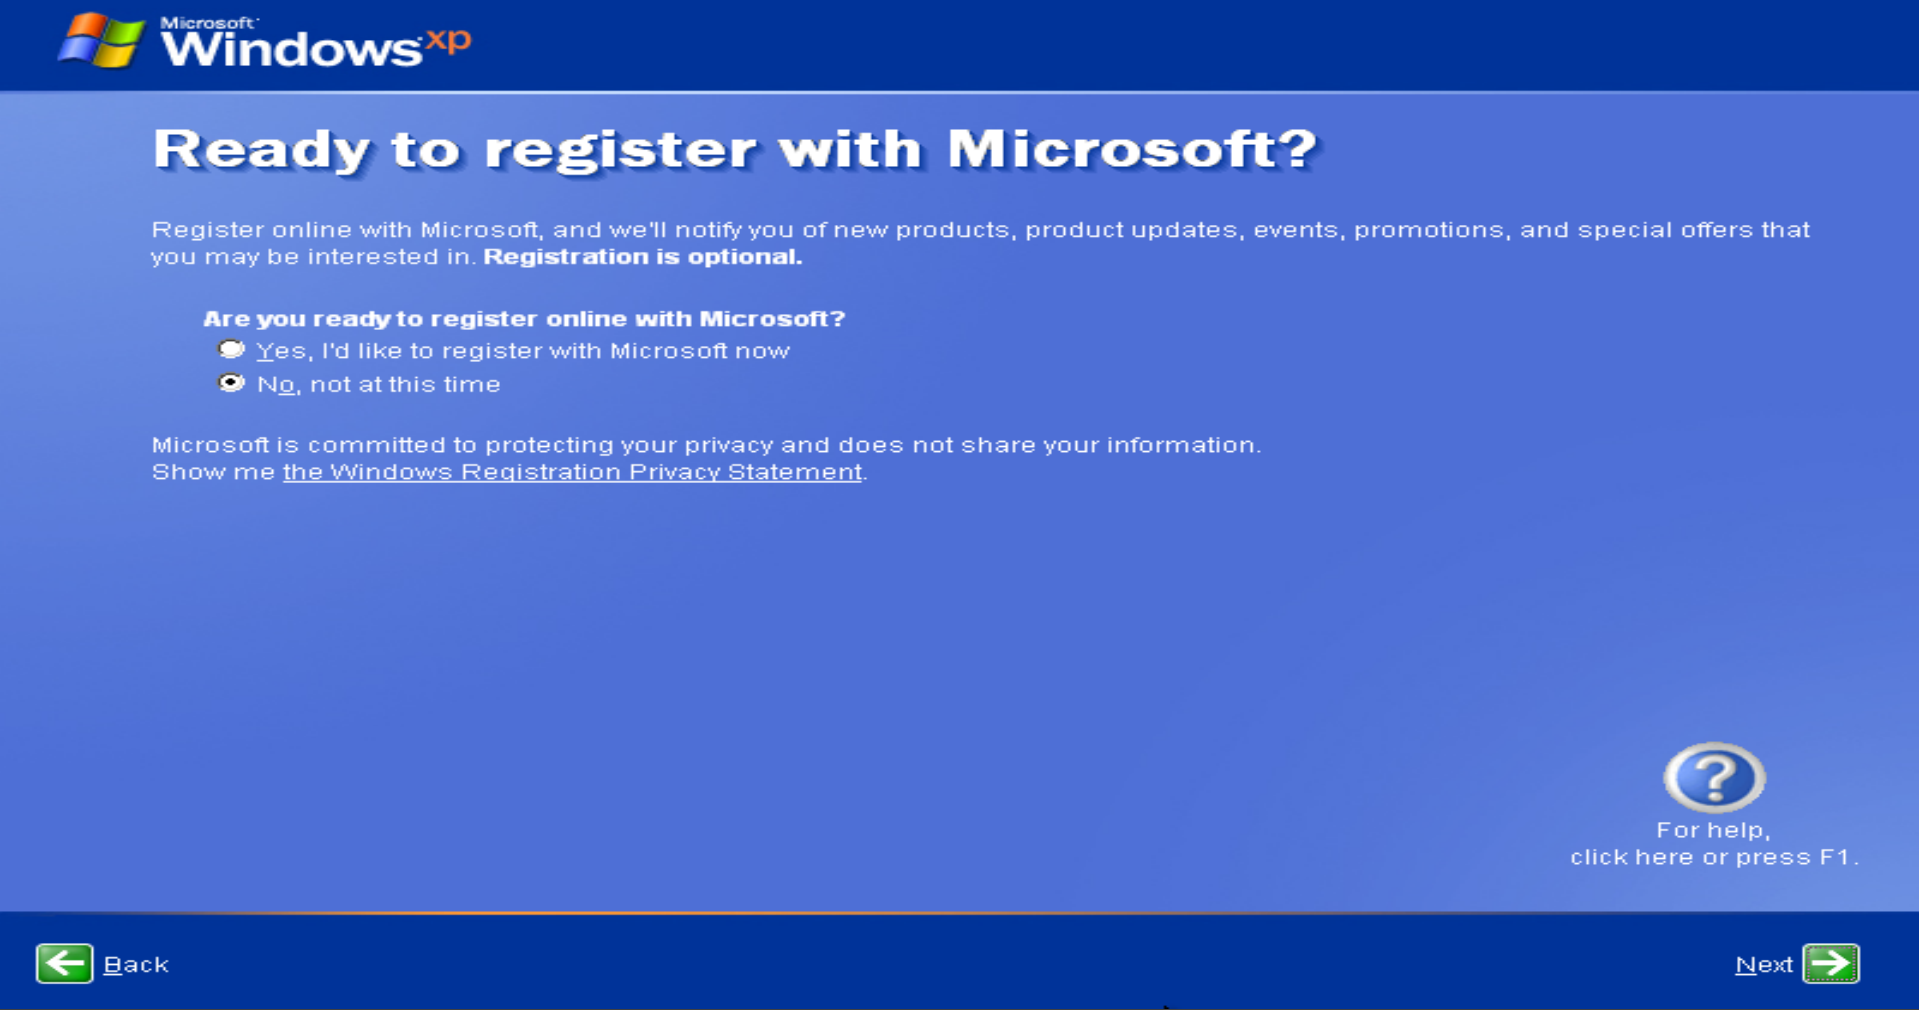 Microsoft
Windows xp
Ready to register with Microsoft?
Register online with Microsoft, and we'll notify you of new products, product updates, events, promotions, and special offers that
you may be interested in. Registration is optional.
Are you ready to register online with Microsoft?
Yes, I'd like to register with Microsoft now
No, not at this time
Microsoft is committed to protecting your privacy and does not share your information.
Show me the Windows Registration Privacy Statement.
For help,
click here or press F1.
Back
Next